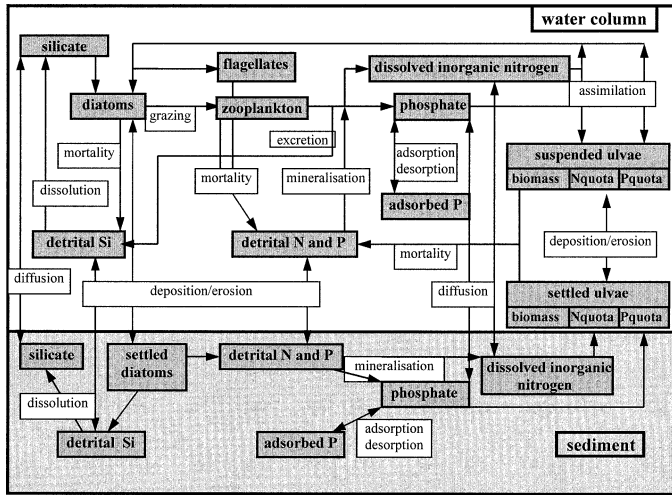 water column
silicate
flagellates
dissolved inorganic nitrogen
diatoms
grazing
zooplankton
phosphate
assimilation
excretion
mortality
dissolution
mortality
mineralisation
adsorption
desorption
adsorbed P
suspended ulvae
biomass Nquota Pquota
detrital Si
detrital N and P
mortality
deposition/erosion
diffusion
deposition/erosion
diffusion
settled ulvae
biomass Nquota Pquota
silicate
settled
diatoms
detrital N and P
mineralisation
dissolved inorganic
nitrogen
dissolution
phosphate
detrital Si
adsorbed P
adsorption
desorption
sediment